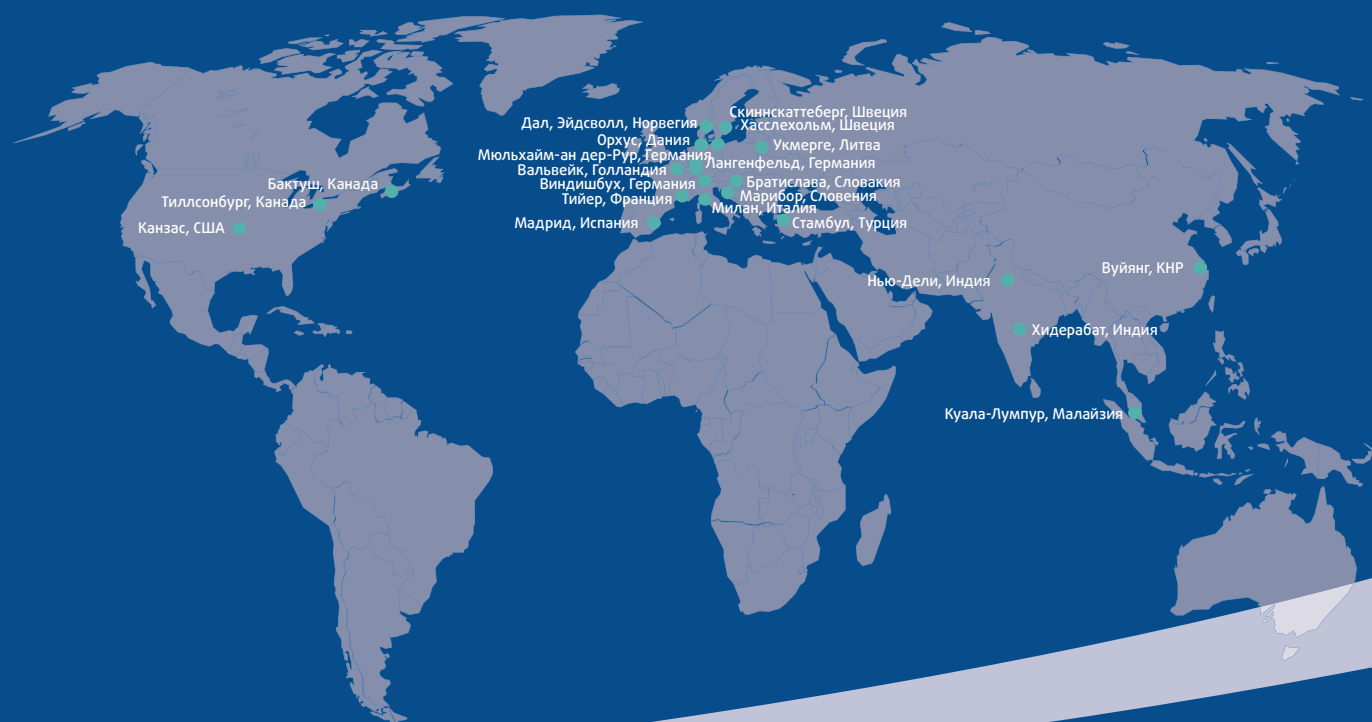 Скиннскаттеберг, Швеция
Дал, Эйдсволл, Норвегия
Хасслехольм, Швеция
Орхус, Дания
Укмерге, Литва
Мюльхайм-ан дер-Рур, Германия
Лангенфельд, Германия
Вальвейк, Голландия
Виндишбух, Германия
Братислава, Словакия
Тийер, Франция
Марибор, Словения
Милан, Италия
Мадрид, Испания
Стамбул, Турция
Бактуш, Канада
Тиллсонбург, Канада
Канзас, США
Вуйянг, КНР
Нью-Дели, Индия
Хидерабат, Индия
Куала-Лумпур, Малайзия